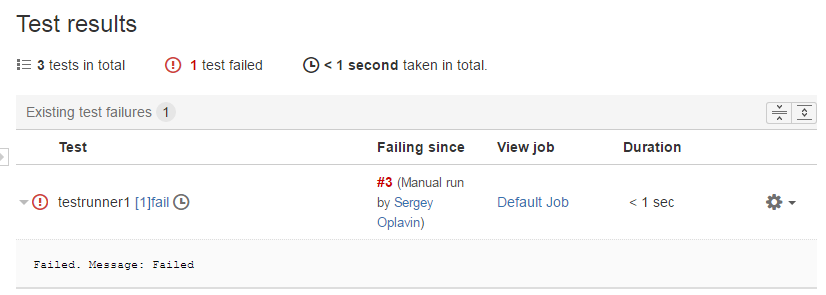 Test results
3 tests in total 1 test failed < 1 second taken in total.
Existing test failures 1
Test Failing since View job Duration
testrunner1 [1]fail #3 (Manual run by Sergey Oplavin) Default Job < 1 sec
Failed. Message: Failed